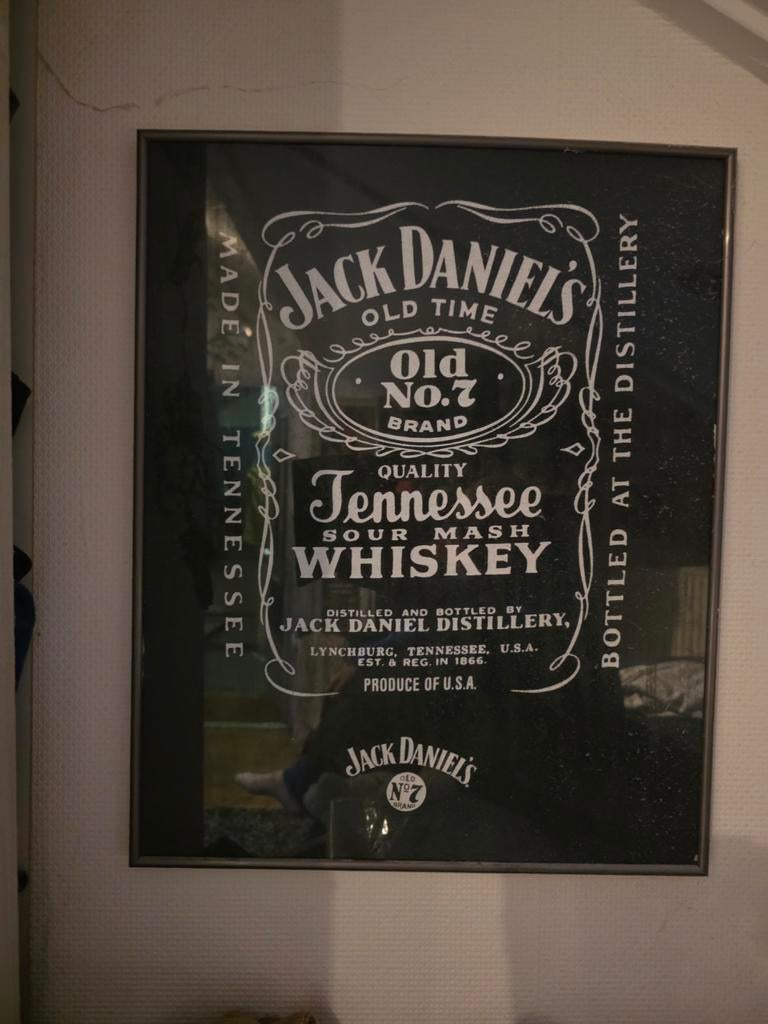 MADE IN TENNESSEE
JACK DANIEL'S
OLD TIME
Old
No.7
BRAND
QUALITY
Tennessee
SOUR MASH
WHISKEY
DISTILLED AND BOTTLED BY
JACK DANIEL DISTILLERY,
LYNCHBURG, TENNESSEE, U.S.A.
EST. & REG. IN 1866.
PRODUCE OF U.S.A.
BOTTLED AT THE DISTILLERY
JACK DANIEL'S
OLD
Nº7
BRAND